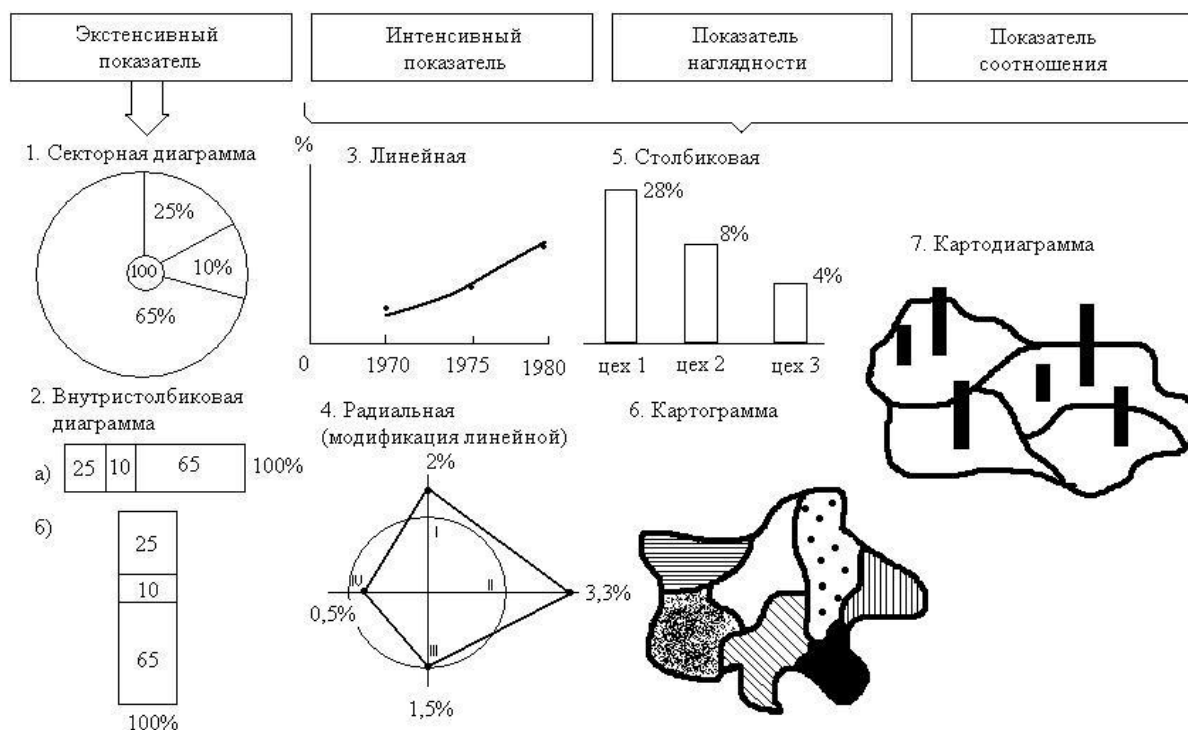 Экстенсивный
показатель
Интенсивный
показатель
Показатель
наглядности
Показатель
соотношения
1. Секторная диаграмма
25%
10%
100
65%
2. Внутристолбиковая
диаграмма
а)
25
10
65
100%
б)
25
10
65
100%
%
3. Линейная
0
1970
1975
1980
4. Радиальная
(модификация линейной)
2%
I
IV
II
3,3%
0,5%
III
1,5%
5. Столбиковая
28%
8%
4%
цех 1
цех 2
цех 3
6. Картограмма
7. Картодиаграмма